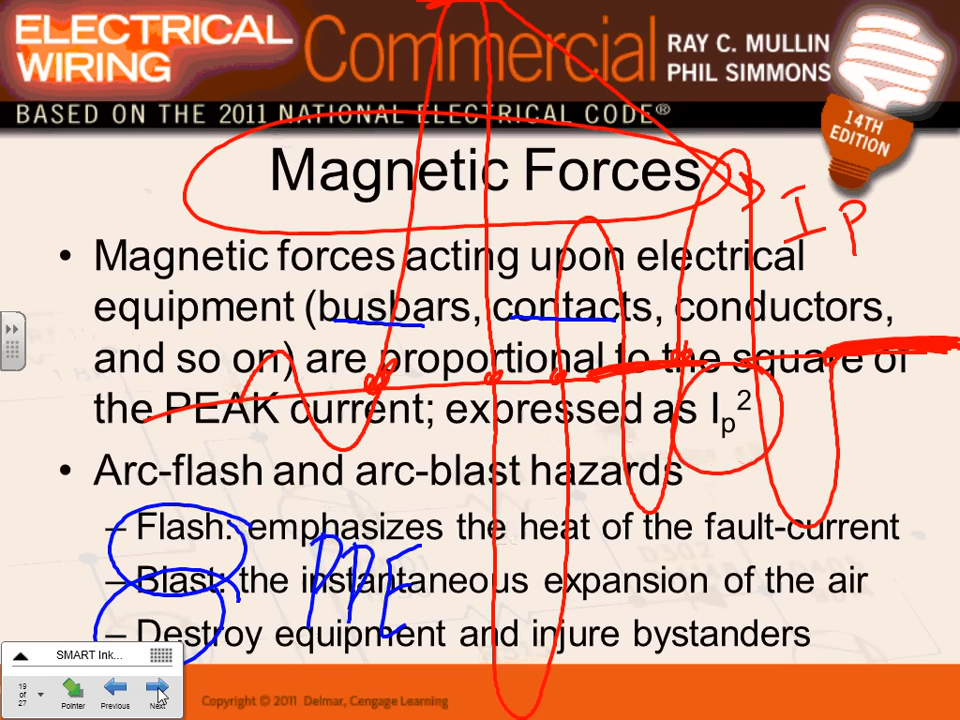 ELECTRICAL WIRING
Commercial
RAY C. MULLIN
PHIL SIMMONS
BASED ON THE 2011 NATIONAL ELECTRICAL CODE®
14TH EDITION
Magnetic Forces
I P
• Magnetic forces acting upon electrical
equipment (busbars, contacts, conductors,
and so on) are proportional to the square of
the PEAK current; expressed as Ip²
• Arc-flash and arc-blast hazards
– Flash: emphasizes the heat of the fault-current
– Blast: the instantaneous expansion of the air
– Destroy equipment and injure bystanders
PPE
SMART Ink...
19 of 27
Pointer Previous Next
Copyright © 2011 Delmar, Cengage Learning